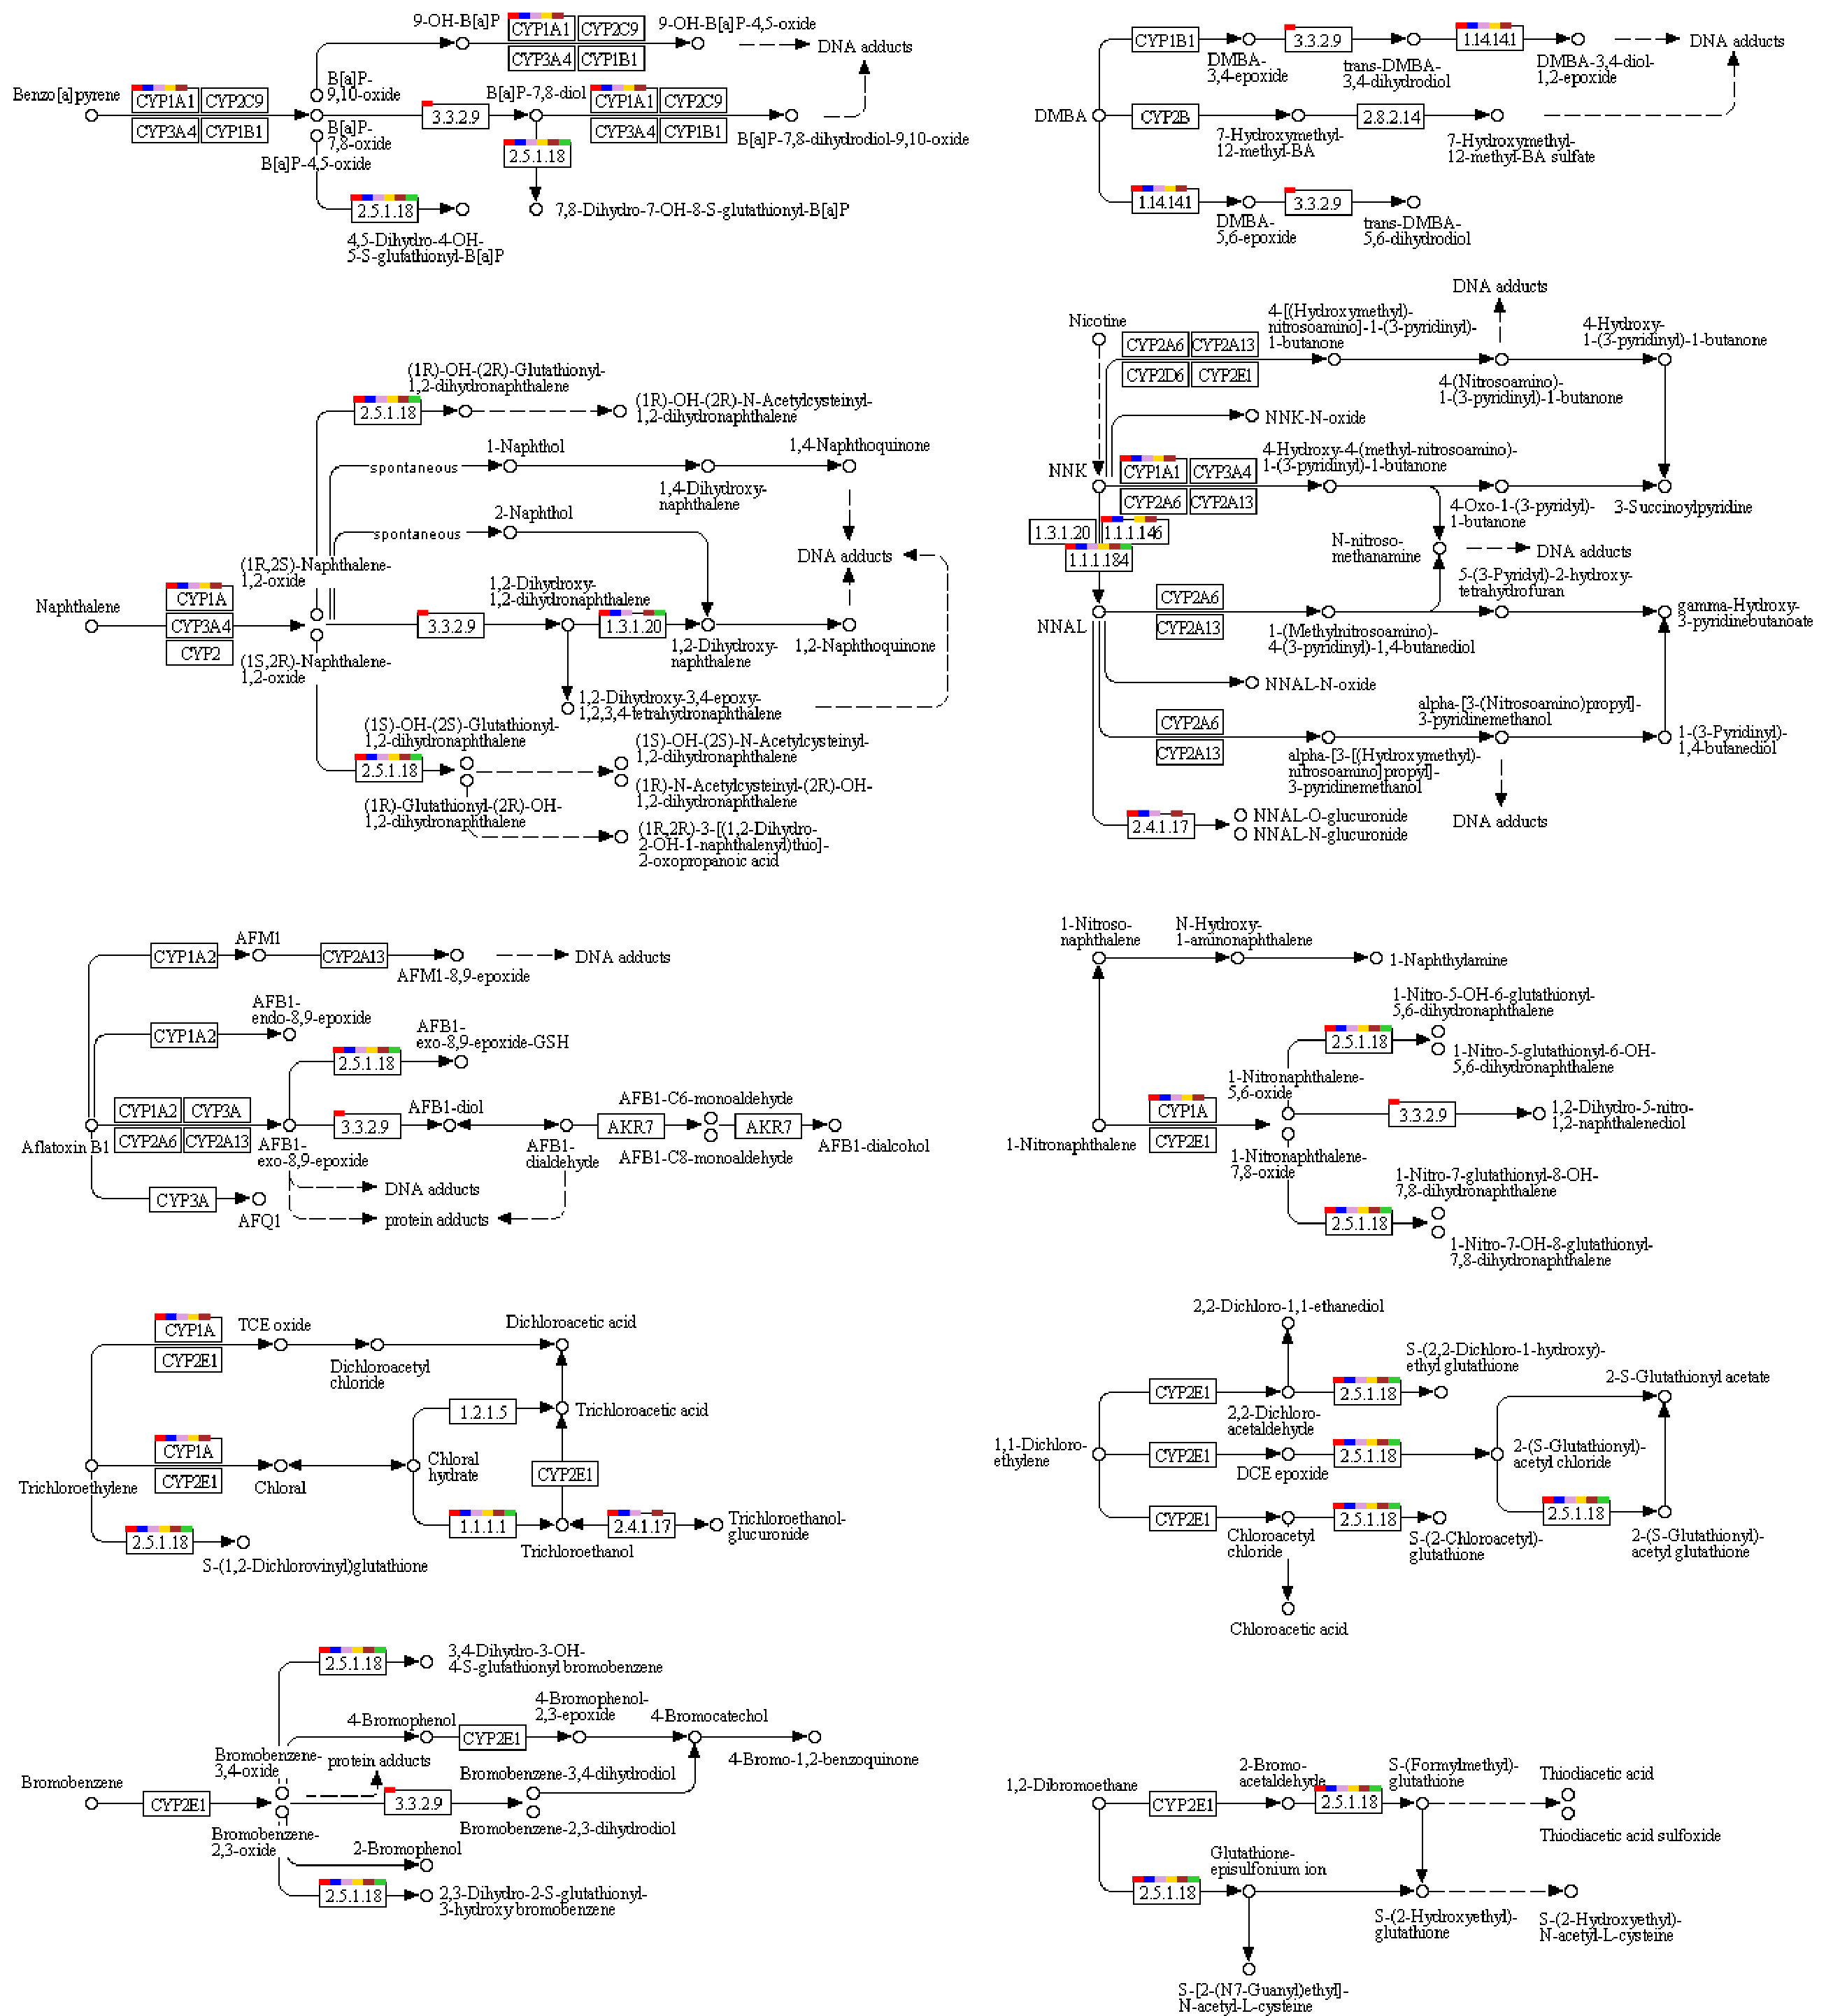 9-OH-B[a]P
CYP1A1
CYP2C9
9-OH-B[a]P-4,5-oxide
CYP3A4
CYP1B1
DNA adducts
B[a]P-
9,10-oxide
Benzo[a]pyrene
CYP1A1
CYP2C9
CYP3A4
CYP1B1
B[a]P-
7,8-oxide
3.3.2.9
B[a]P-7,8-diol
CYP1A1
CYP2C9
CYP3A4
CYP1B1
B[a]P-7,8-dihydrodiol-9,10-oxide
2.5.1.18
B[a]P-4,5-oxide
2.5.1.18
7,8-Dihydro-7-OH-8-S-glutathionyl-B[a]P
4,5-Dihydro-4-OH-
5-S-glutathionyl-B[a]P
CYP1B1
DMBA-
3,4-epoxide
3.3.2.9
trans-DMBA-
3,4-dihydrodiol
1.14.14.1
DMBA-3,4-diol-
1,2-epoxide
DNA adducts
DMBA
CYP2B
7-Hydroxymethyl-
12-methyl-BA
2.8.2.14
7-Hydroxymethyl-
12-methyl-BA sulfate
1.14.14.1
DMBA-
5,6-epoxide
3.3.2.9
trans-DMBA-
5,6-dihydrodiol
(1R)-OH-(2R)-Glutathionyl-
1,2-dihydronaphthalene
2.5.1.18
(1R)-OH-(2R)-N-Acetylcysteinyl-
1,2-dihydronaphthalene
spontaneous
1-Naphthol
1,4-Dihydroxy-
naphthalene
1,4-Naphthoquinone
spontaneous
2-Naphthol
DNA adducts
(1R,2S)-Naphthalene-
1,2-oxide
Naphthalene
CYP1A
CYP3A4
CYP2
3.3.2.9
1,2-Dihydroxy-
1,2-dihydronaphthalene
1.3.1.20
1,2-Dihydroxy-
naphthalene
1,2-Naphthoquinone
(1S,2R)-Naphthalene-
1,2-oxide
1,2-Dihydroxy-3,4-epoxy-
1,2,3,4-tetrahydronaphthalene
(1S)-OH-(2S)-Glutathionyl-
1,2-dihydronaphthalene
2.5.1.18
(1S)-OH-(2S)-N-Acetylcysteinyl-
1,2-dihydronaphthalene
(1R)-N-Acetylcysteinyl-(2R)-OH-
1,2-dihydronaphthalene
(1R)-Glutathionyl-(2R)-OH-
1,2-dihydronaphthalene
(1R,2R)-3-[(1,2-Dihydro-
2-OH-1-naphthalenyl)thio]-
2-oxopropanoic acid
DNA adducts
Nicotine
CYP2A6
CYP2A13
CYP2D6
CYP2E1
4-[(Hydroxymethyl)-
nitrosoamino]-1-(3-pyridinyl)-
1-butanone
4-Hydroxy-
1-(3-pyridinyl)-1-butanone
4-(Nitrosoamino)-
1-(3-pyridinyl)-1-butanone
NNK-N-oxide
NNK
CYP1A1
CYP3A4
CYP2A6
CYP2A13
4-Hydroxy-4-(methyl-nitrosoamino)-
1-(3-pyridinyl)-1-butanone
4-Oxo-1-(3-pyridyl)-
1-butanone
3-Succinoylpyridine
1.3.1.20
1.1.1.146
1.1.1.184
N-nitroso-
methanamine
DNA adducts
5-(3-Pyridyl)-2-hydroxy-
tetrahydrofuran
NNAL
CYP2A6
CYP2A13
1-(Methylnitrosoamino)-
4-(3-pyridinyl)-1,4-butanediol
gamma-Hydroxy-
3-pyridinebutanoate
NNAL-N-oxide
CYP2A6
CYP2A13
alpha-[3-(Nitrosoamino)propyl]-
3-pyridinemethanol
alpha-[3-[(Hydroxymethyl)-
nitrosoamino]propyl]-
3-pyridinemethanol
1-(3-Pyridinyl)-
1,4-butanediol
DNA adducts
2.4.1.17
NNAL-O-glucuronide
NNAL-N-glucuronide
CYP1A2
AFM1
CYP2A13
AFM1-8,9-epoxide
DNA adducts
CYP1A2
AFB1-
endo-8,9-epoxide
AFB1-
exo-8,9-epoxide-GSH
2.5.1.18
Aflatoxin B1
CYP1A2
CYP3A
CYP2A6
CYP2A13
AFB1-
exo-8,9-epoxide
3.3.2.9
AFB1-diol
AFB1-
dialdehyde
AKR7
AFB1-C6-monoaldehyde
AFB1-C8-monoaldehyde
AKR7
AFB1-dialcohol
DNA adducts
CYP3A
AFQ1
protein adducts
1-Nitroso-
naphthalene
N-Hydroxy-
1-aminonaphthalene
1-Naphthylamine
1-Nitro-5-OH-6-glutathionyl-
5,6-dihydronaphthalene
2.5.1.18
1-Nitro-5-glutathionyl-6-OH-
5,6-dihydronaphthalene
1-Nitronaphthalene-
5,6-oxide
1-Nitronaphthalene
CYP1A
CYP2E1
3.3.2.9
1,2-Dihydro-5-nitro-
1,2-naphthalenediol
1-Nitronaphthalene-
7,8-oxide
1-Nitro-7-glutathionyl-8-OH-
7,8-dihydronaphthalene
2.5.1.18
1-Nitro-7-OH-8-glutathionyl-
7,8-dihydronaphthalene
CYP1A
CYP2E1
TCE oxide
Dichloroacetyl
chloride
Dichloroacetic acid
1.2.1.5
Trichloroacetic acid
Trichloroethylene
CYP1A
CYP2E1
Chloral
Chloral
hydrate
CYP2E1
1.1.1.1
Trichloroethanol
2.4.1.17
Trichloroethanol-
glucuronide
2.5.1.18
S-(1,2-Dichlorovinyl)glutathione
2,2-Dichloro-1,1-ethanediol
CYP2E1
2,2-Dichloro-
acetaldehyde
2.5.1.18
S-(2,2-Dichloro-1-hydroxy)-
ethyl glutathione
2-S-Glutathionyl acetate
1,1-Dichloro-
ethylene
CYP2E1
DCE epoxide
2.5.1.18
2-(S-Glutathionyl)-
acetyl chloride
CYP2E1
Chloroacetyl
chloride
2.5.1.18
S-(2-Chloroacetyl)-
glutathione
2.5.1.18
2-(S-Glutathionyl)-
acetyl glutathione
Chloroacetic acid
2.5.1.18
3,4-Dihydro-3-OH-
4-S-glutathionyl bromobenzene
4-Bromophenol
CYP2E1
4-Bromophenol-
2,3-epoxide
4-Bromocatechol
4-Bromo-1,2-benzoquinone
Bromobenzene-
3,4-oxide
protein adducts
Bromobenzene
CYP2E1
3.3.2.9
Bromobenzene-3,4-dihydrodiol
Bromobenzene-2,3-dihydrodiol
Bromobenzene-
2,3-oxide
2-Bromophenol
2.5.1.18
2,3-Dihydro-2-S-glutathionyl-
3-hydroxy bromobenzene
1,2-Dibromoethane
CYP2E1
2-Bromo-
acetaldehyde
2.5.1.18
S-(Formylmethyl)-
glutathione
Thiodiacetic acid
Thiodiacetic acid sulfoxide
2.5.1.18
Glutathione-
episulfonium ion
S-(2-Hydroxyethyl)-
glutathione
S-(2-Hydroxyethyl)-
N-acetyl-L-cysteine
S-[2-(N7-Guanyl)ethyl]-
N-acetyl-L-cysteine